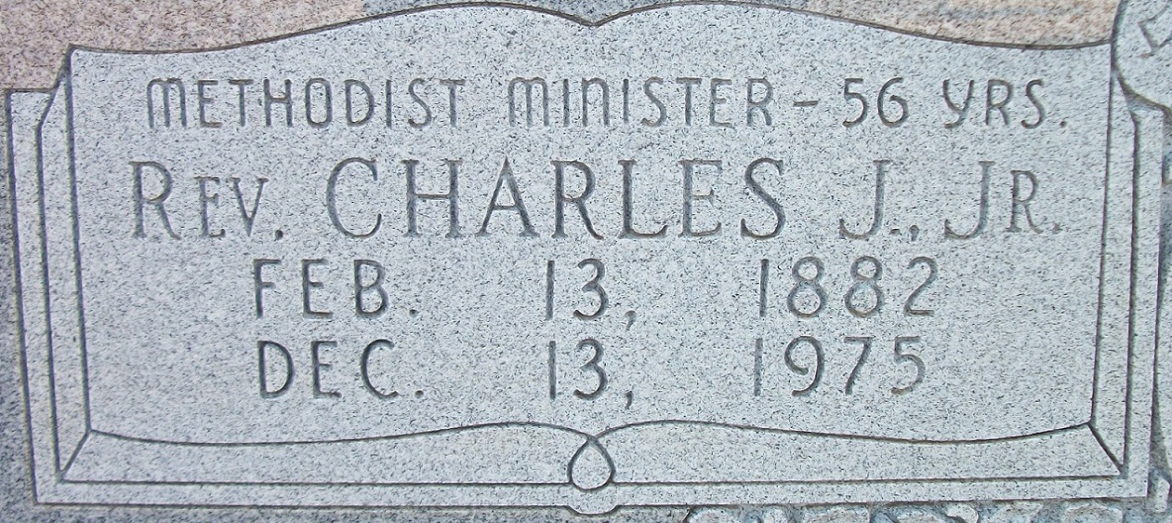 METHODIST MINISTER - 56 YRS.
REV. CHARLES J., JR.
FEB. 13, 1882
DEC. 13, 1975